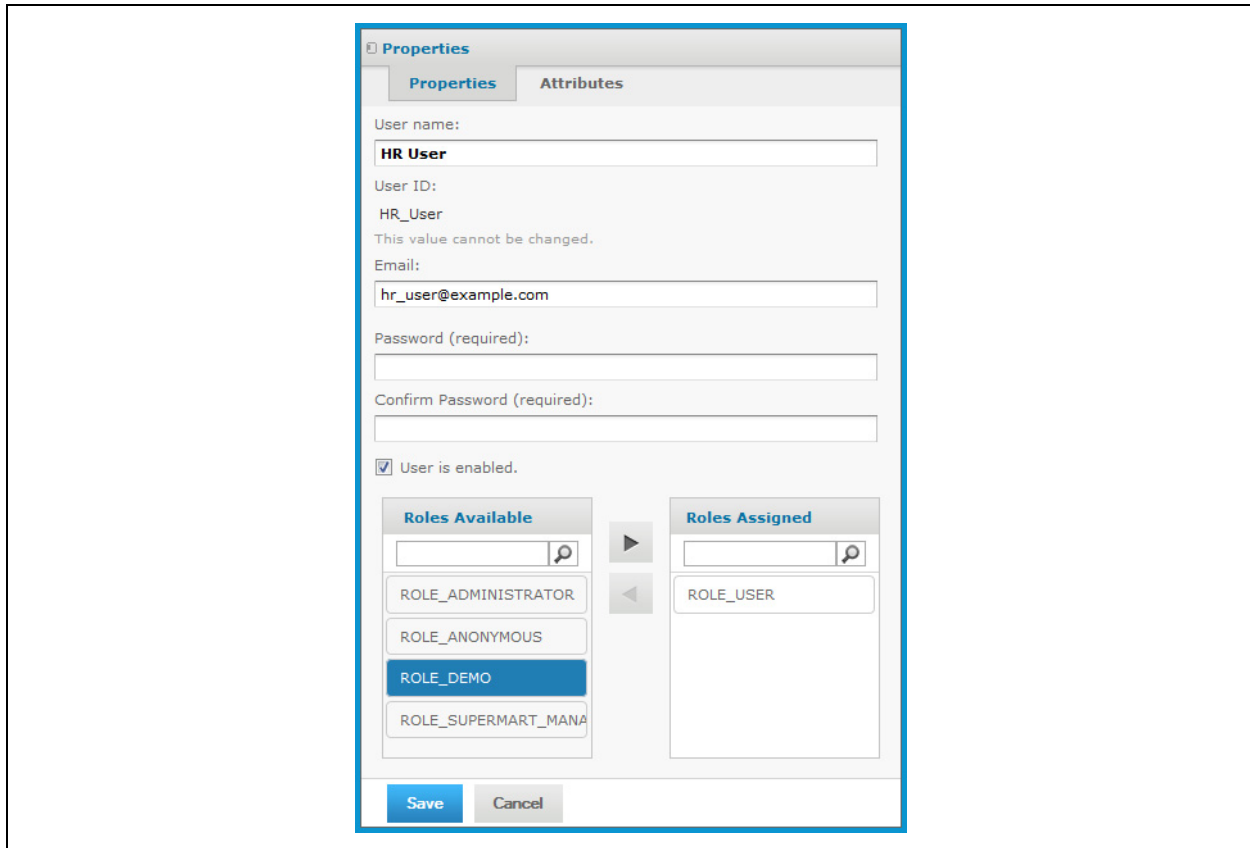 Properties
Properties Attributes
User name:
HR User
User ID:
HR_User
This value cannot be changed.
Email:
hr_user@example.com
Password (required):
Confirm Password (required):
User is enabled.
Roles Available
ROLE_ADMINISTRATOR
ROLE_ANONYMOUS
ROLE_DEMO
ROLE_SUPERMART_MANA
Roles Assigned
ROLE_USER
Save Cancel